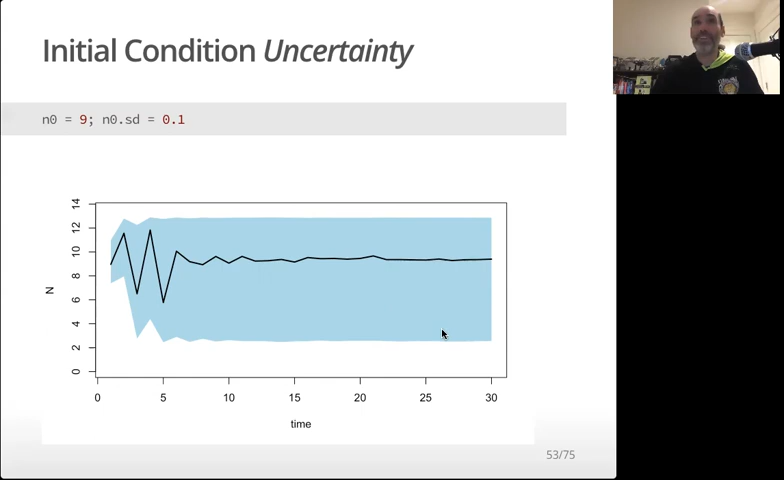 Initial Condition Uncertainty
n0 = 9; n0.sd = 0.1
14
12
10
8
6
4
2
0
N
0 5 10 15 20 25 30
time
53/75